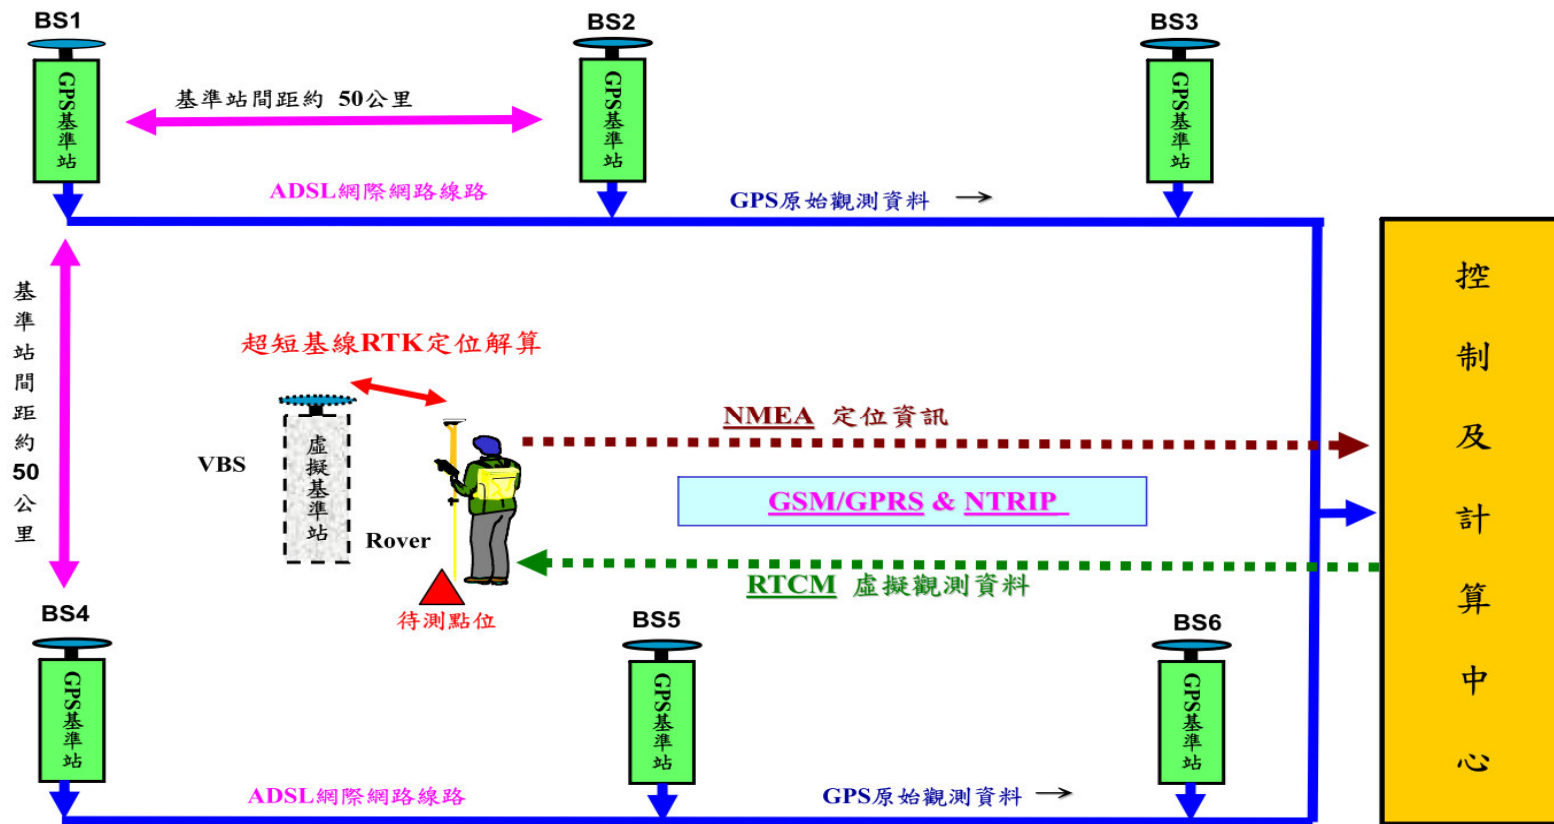 BS1
BS2
BS3
GPS基準站
GPS基準站
GPS基準站
基準站間距約 50公里
ADSL網際網路線路
GPS原始觀測資料 →
基準站間距約50公里
控制及計算中心
超短基線RTK定位解算
VBS
虛擬基準站
Rover
待測點位
NMEA 定位資訊
GSM/GPRS & NTRIP
RTCM 虛擬觀測資料
BS4
BS5
BS6
GPS基準站
GPS基準站
GPS基準站
ADSL網際網路線路
GPS原始觀測資料 →